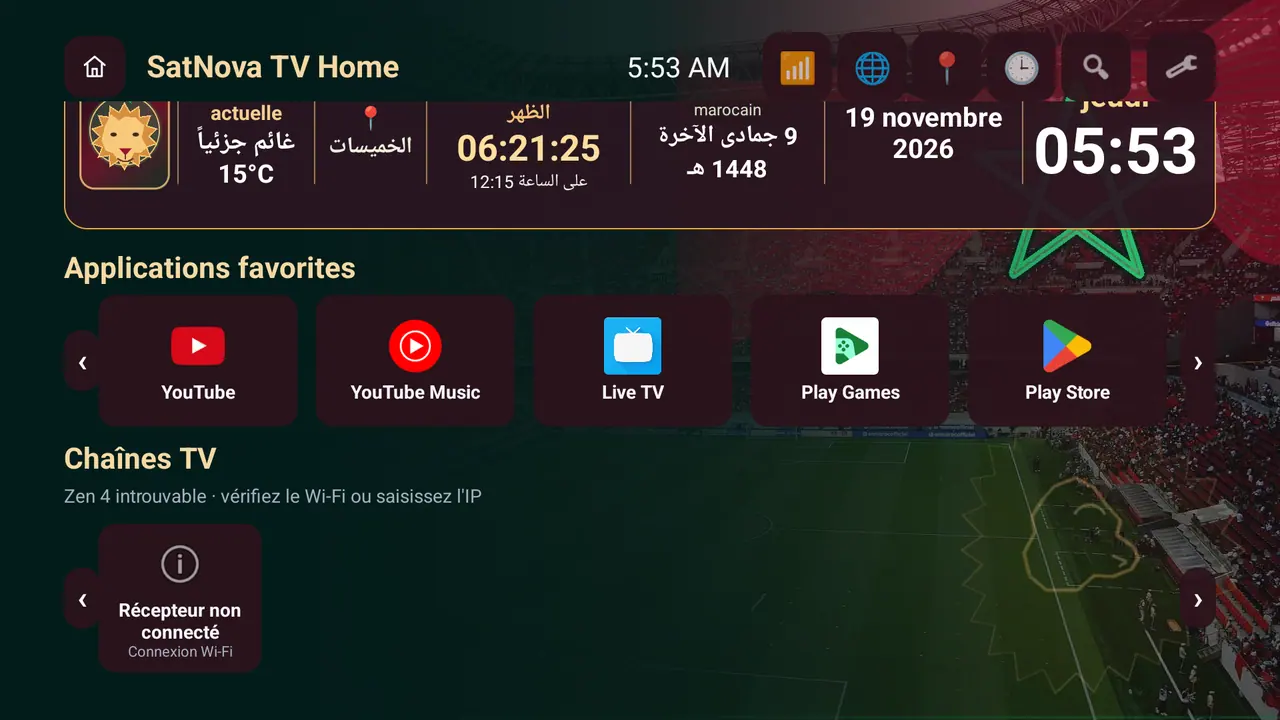 SatNova TV Home
5:53 AM
actuelle
غائم جزئياً
15°C
الخميسات
الظهر
06:21:25
على الساعة 12:15
marocain
9 جمادى الآخرة
1448 هـ
19 novembre
2026
jeudi
05:53
Applications favorites
YouTube
YouTube Music
Live TV
Play Games
Play Store
Chaînes TV
Zen 4 introuvable · vérifiez le Wi-Fi ou saisissez l'IP
Récepteur non
connecté
Connexion Wi-Fi